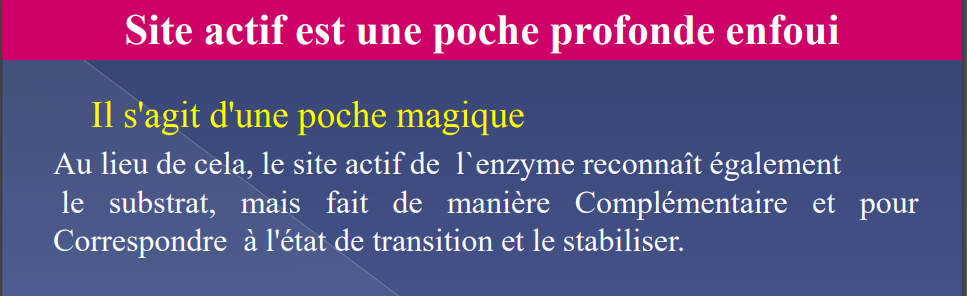 Site actif est une poche profonde enfoui
Il s'agit d'une poche magique
Au lieu de cela, le site actif de l`enzyme reconnaît également
le substrat, mais fait de manière Complémentaire et pour
Correspondre à l'état de transition et le stabiliser.